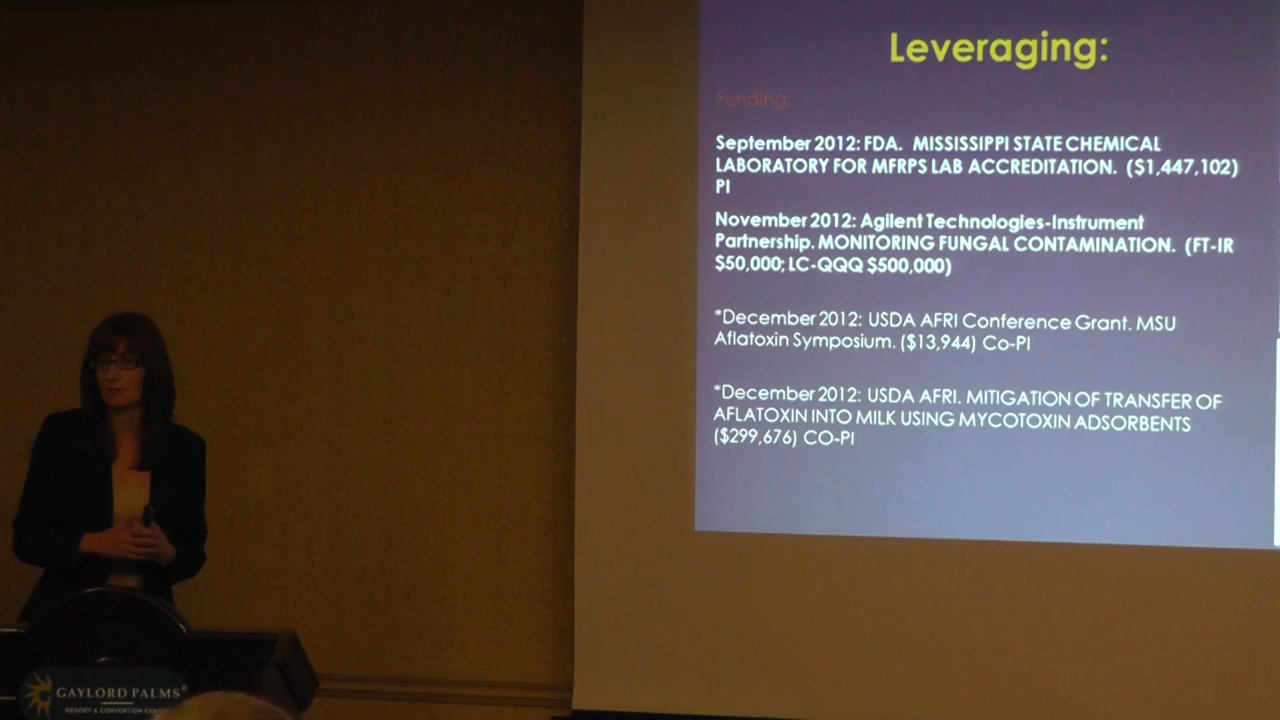 Leveraging:
Funding:
September 2012: FDA. MISSISSIPPI STATE CHEMICAL
LABORATORY FOR MFRPS LAB ACCREDITATION. ($1,447,102)
PI
November 2012: Agilent Technologies-Instrument
Partnership. MONITORING FUNGAL CONTAMINATION. (FT-IR
$50,000; LC-QQQ $500,000)
*December 2012: USDA AFRI Conference Grant. MSU
Aflatoxin Symposium. ($13,944) Co-PI
*December 2012: USDA AFRI. MITIGATION OF TRANSFER OF
AFLATOXIN INTO MILK USING MYCOTOXIN ADSORBENTS
($299,676) CO-PI
GAYLORD PALMS®
RESORT & CONVENTION